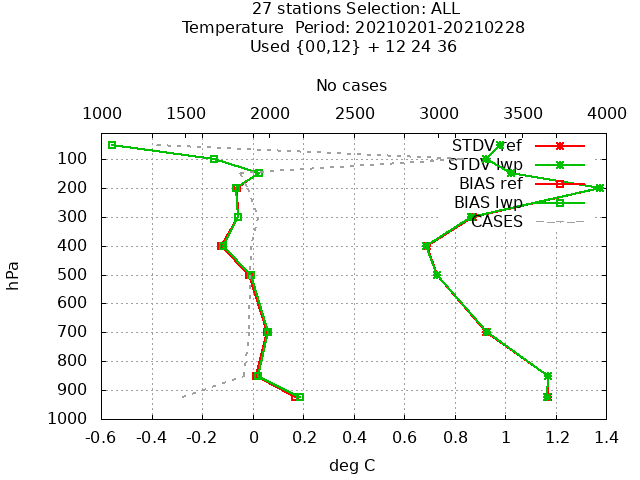 27 stations Selection: ALL
Temperature  Period: 20210201-20210228
Used {00,12} + 12 24 36
No cases
1000 1500 2000 2500 3000 3500 4000
STDV ref
STDV lwp
BIAS ref
BIAS lwp
CASES
hPa
100
200
300
400
500
600
700
800
900
1000
-0.6 -0.4 -0.2 0 0.2 0.4 0.6 0.8 1 1.2 1.4
deg C